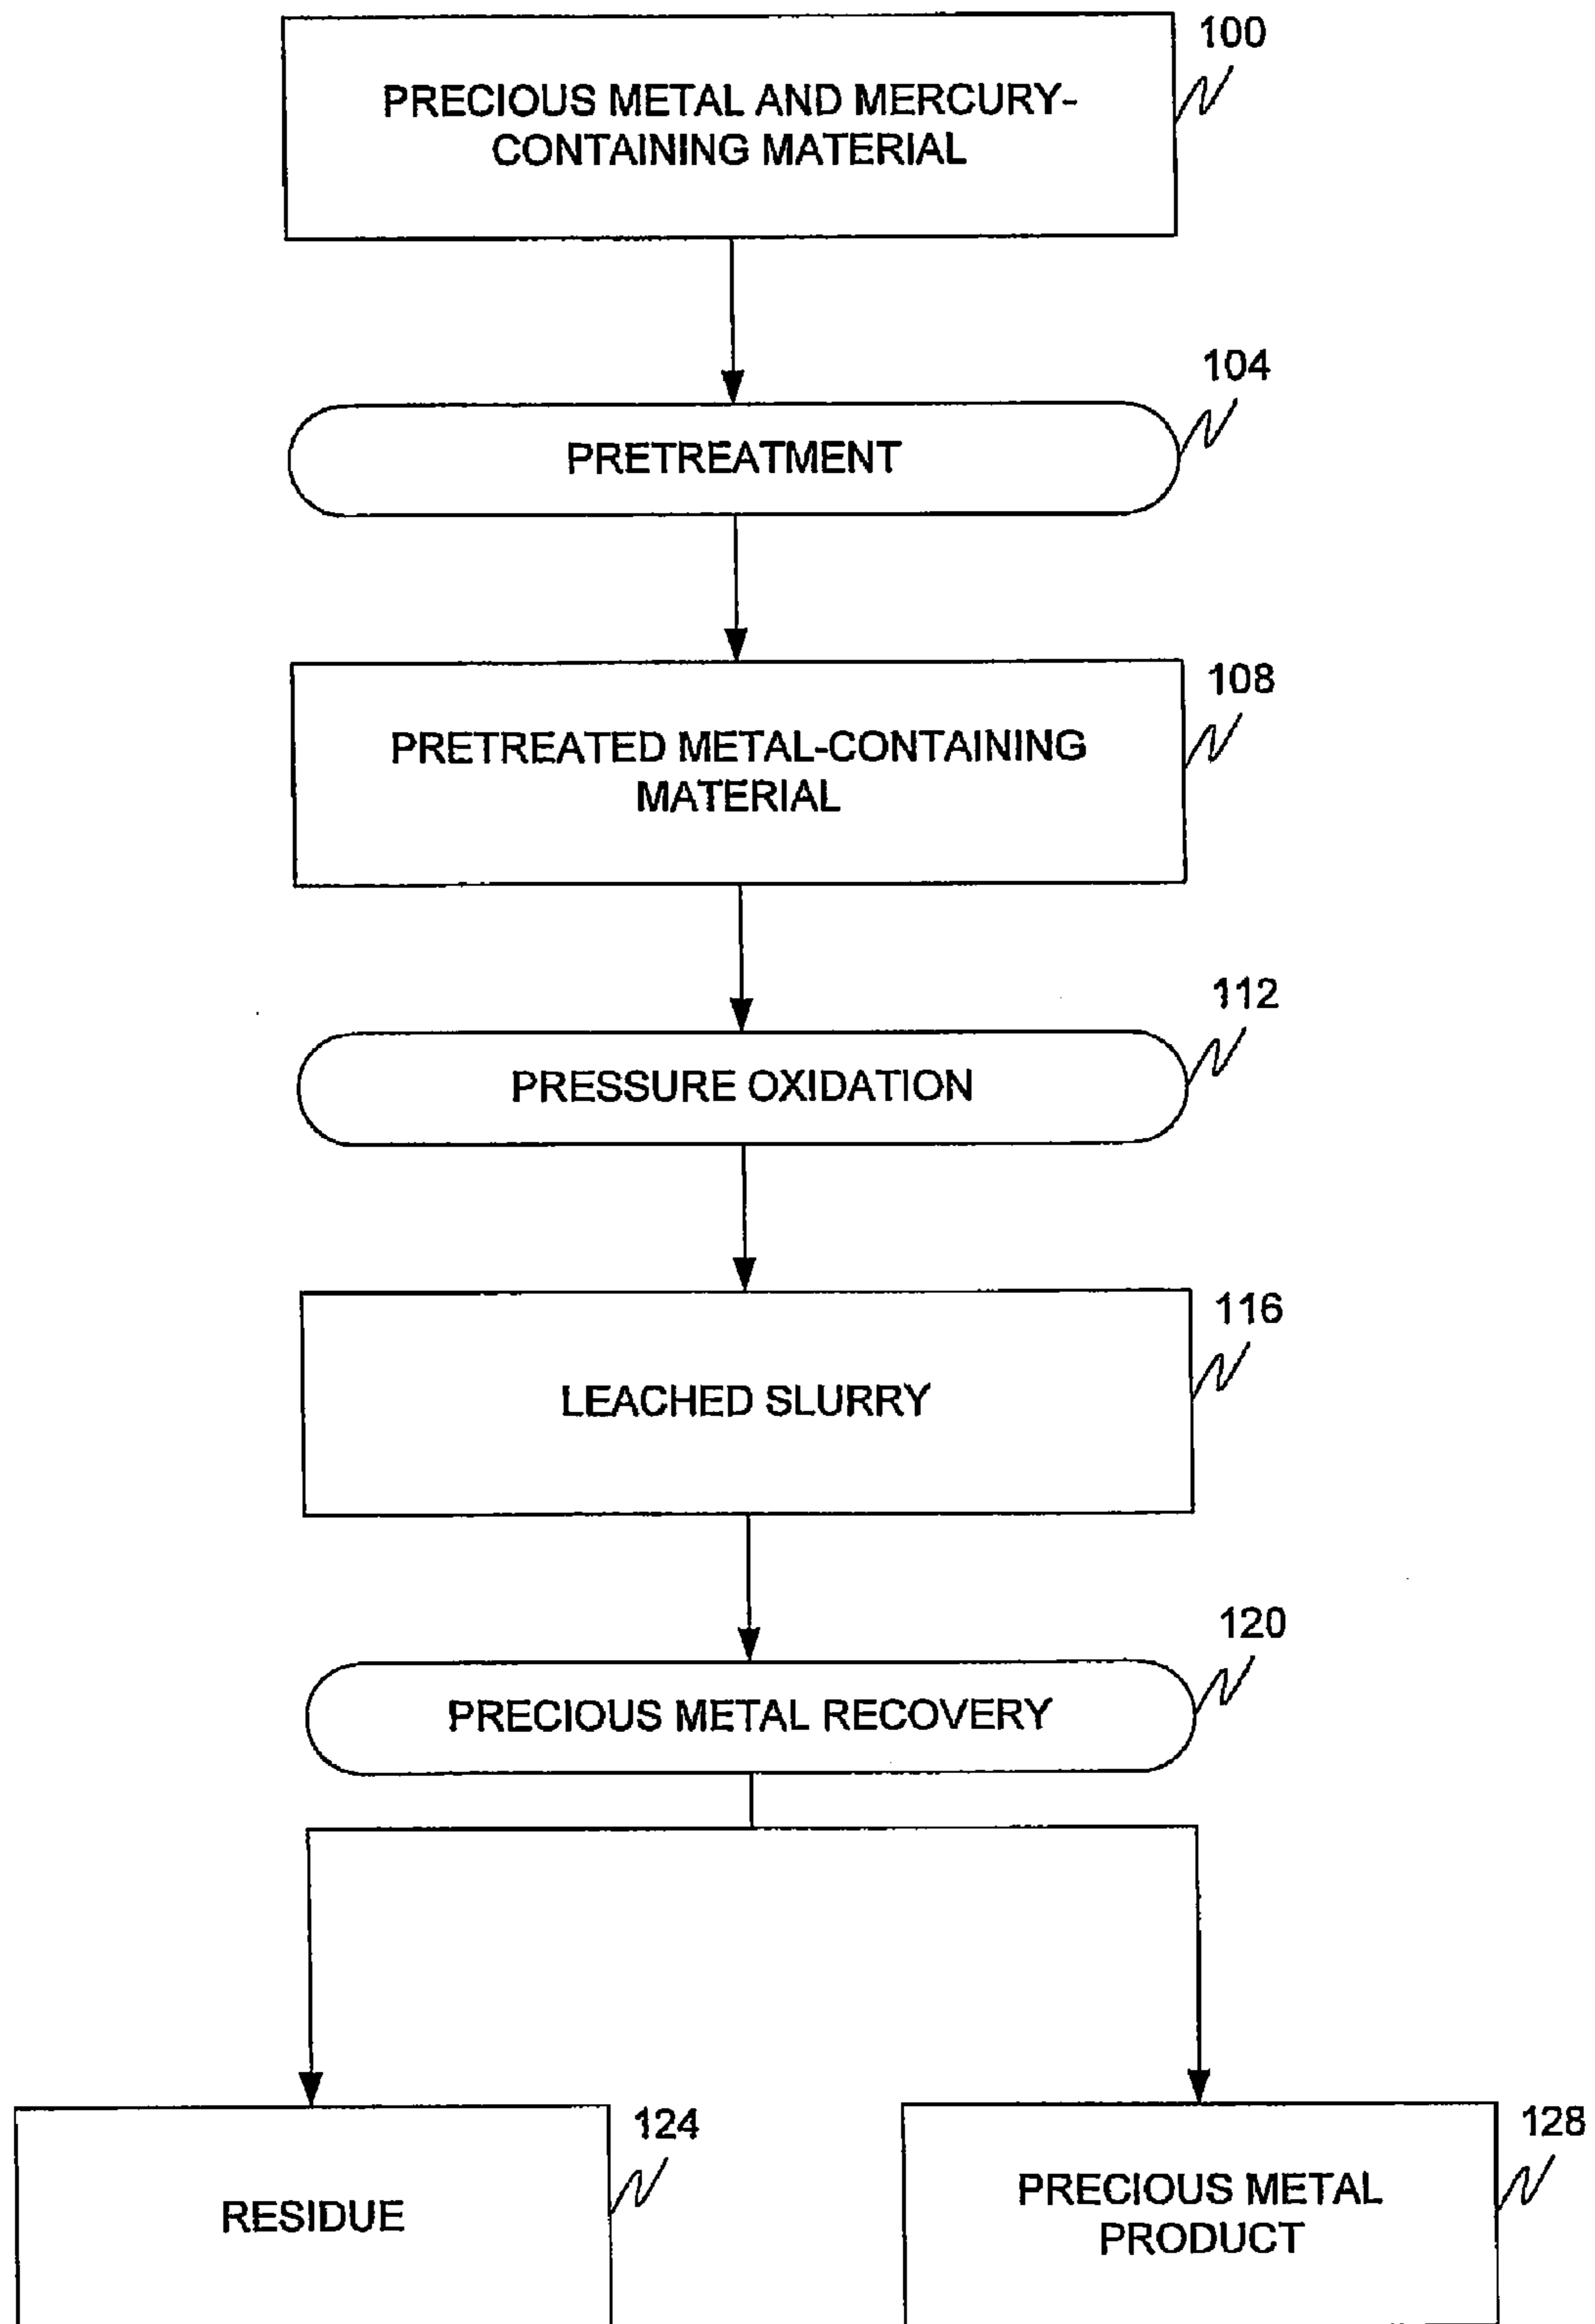 100
PRECIOUS METAL AND MERCURY-
CONTAINING MATERIAL
104
PRETREATMENT
108
PRETREATED METAL-CONTAINING
MATERIAL
112
PRESSURE OXIDATION
116
LEACHED SLURRY
120
PRECIOUS METAL RECOVERY
124
RESIDUE
128
PRECIOUS METAL
PRODUCT